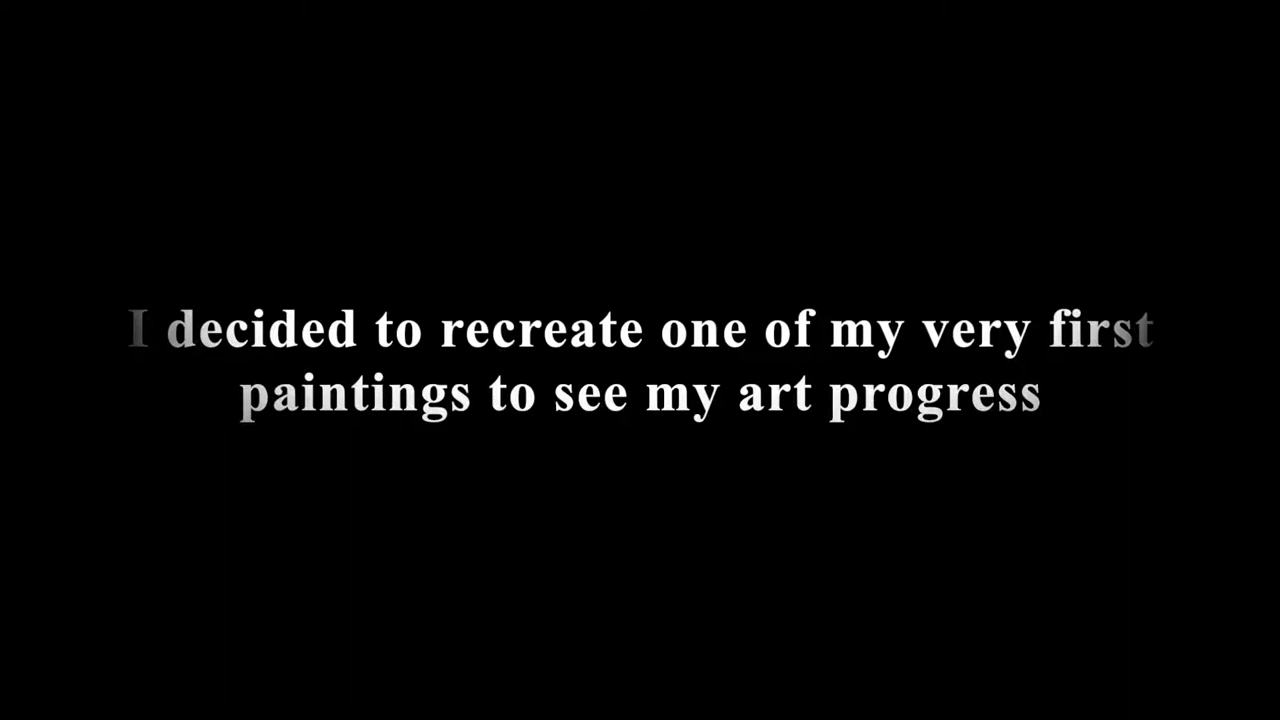 I decided to recreate one of my very first
paintings to see my art progress